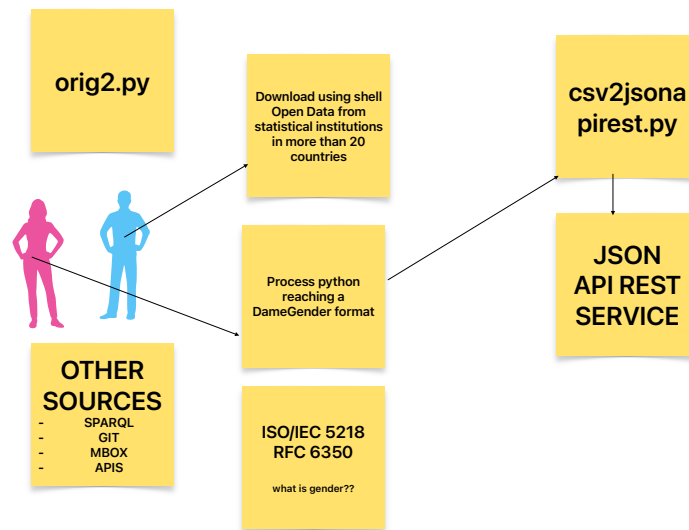 orig2.py
Download using shell
Open Data from
statistical institutions
in more than 20
countries
csv2jsona
pirest.py
Process python
reaching a
DameGender format
JSON
API REST
SERVICE
OTHER
SOURCES
- SPARQL
- GIT
- MBOX
- APIS
ISO/IEC 5218
RFC 6350
what is gender??